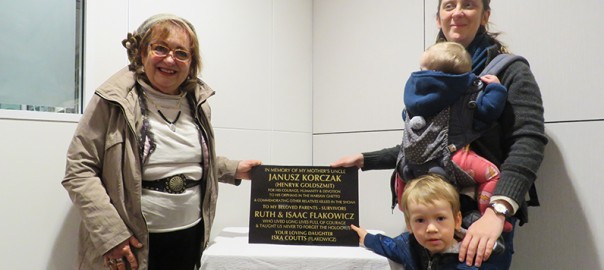 IN MEMORY OF MY MOTHER'S UNCLE
JANUSZ KORCZAK
(HENRYK GOLDSZMIT)
FOR HIS COURAGE, HUMANITY & DEVOTION
TO HIS ORPHANS IN THE WARSAW GHETTO
& COMMEMORATING OTHER RELATIVES KILLED IN THE SHOAH
TO MY BELOVED PARENTS - SURVIVORS
RUTH & ISAAC FLAKOWICZ
WHO LIVED LONG LIVES FULL OF COURAGE
& TAUGHT US NEVER TO FORGET THE HOLOCAUST
YOUR LOVING DAUGHTER
ISKA COUTTS (FLAKOWICZ)